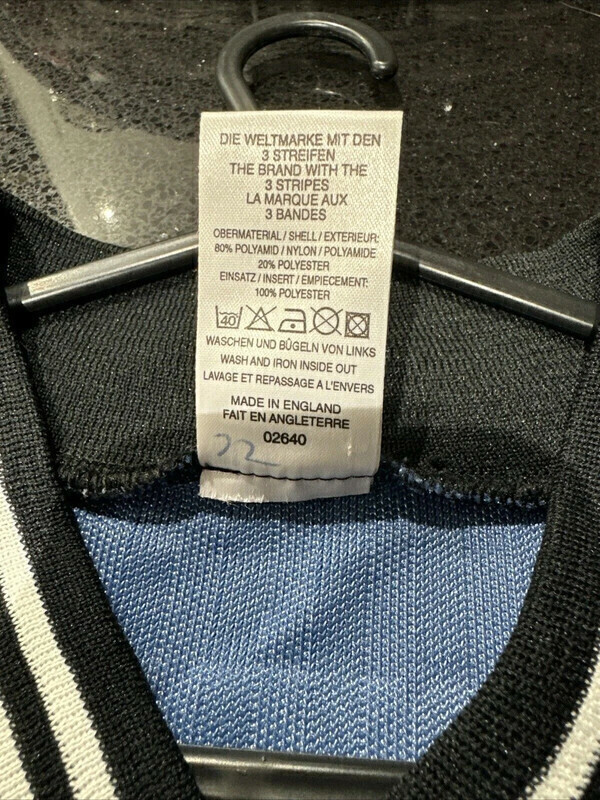 DIE WELTMARKE MIT DEN
3 STREIFEN
THE BRAND WITH THE
3 STRIPES
LA MARQUE AUX
3 BANDES
OBERMATERIAL / SHELL / EXTERIEUR:
80% POLYAMID / NYLON / POLYAMIDE
20% POLYESTER
EINSATZ / INSERT / EMPIECEMENT:
100% POLYESTER
40
WASCHEN UND BÜGELN VON LINKS
WASH AND IRON INSIDE OUT
LAVAGE ET REPASSAGE A L'ENVERS
MADE IN ENGLAND
FAIT EN ANGLETERRE
02640
22